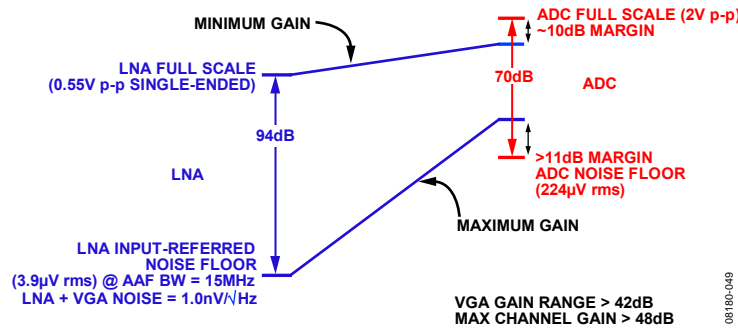 MINIMUM GAIN
ADC FULL SCALE (2V p-p)
~10dB MARGIN
LNA FULL SCALE
(0.55V p-p SINGLE-ENDED)
70dB
ADC
94dB
LNA
>11dB MARGIN
ADC NOISE FLOOR
(224µV rms)
MAXIMUM GAIN
LNA INPUT-REFERRED
NOISE FLOOR
(3.9µV rms) @ AAF BW = 15MHz
LNA + VGA NOISE = 1.0nV/√Hz
VGA GAIN RANGE > 42dB
MAX CHANNEL GAIN > 48dB
08180-049